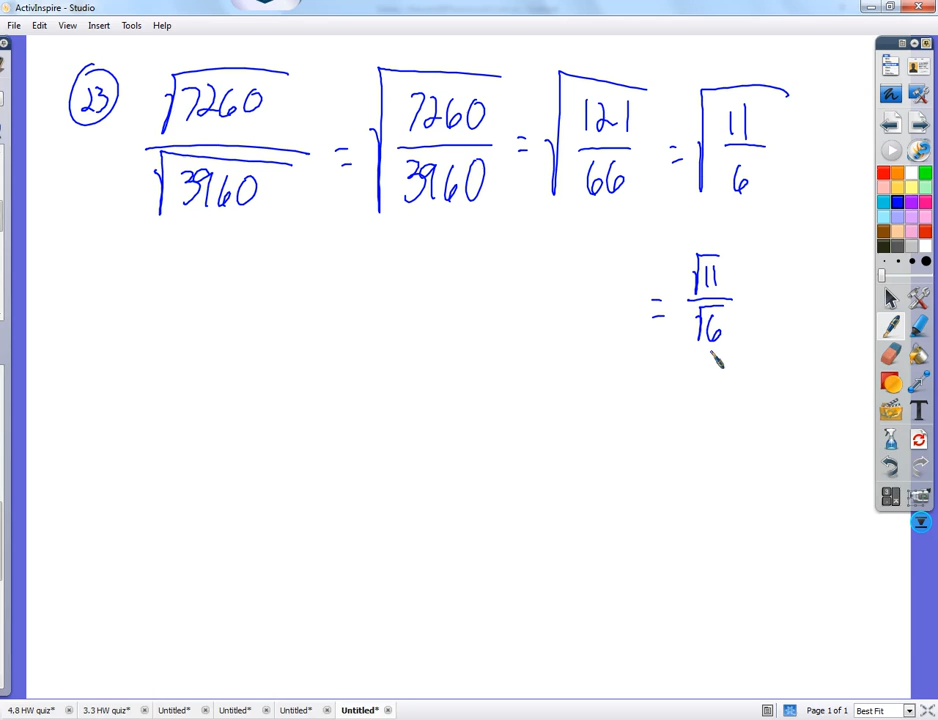 ActivInspire - Studio
File Edit View Insert Tools Help
23 √7260 / √3960 = √(7260 / 3960) = √(121 / 66) = √(11 / 6)
= √11 / √6
4.8 HW quiz* 3.3 HW quiz* Untitled* Untitled* Untitled* Untitled* Page 1 of 1 Best Fit